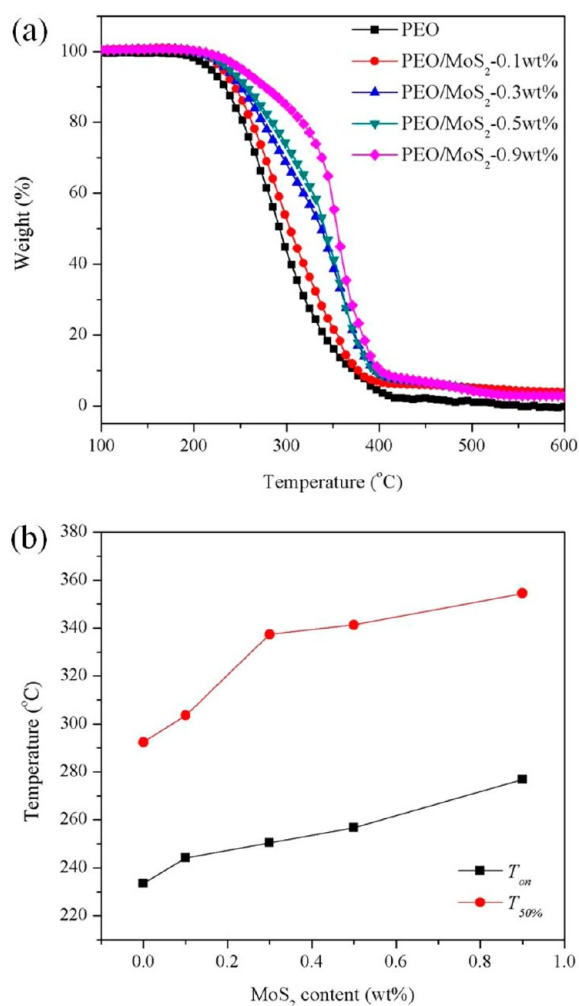 (a)
PEO
PEO/MoS2-0.1wt%
PEO/MoS2-0.3wt%
PEO/MoS2-0.5wt%
PEO/MoS2-0.9wt%
100
80
60
40
20
0
Weight (%)
100 200 300 400 500 600
Temperature (°C)
(b)
380
360
340
320
300
280
260
240
220
Temperature (°C)
Ton
T50%
0.0 0.2 0.4 0.6 0.8 1.0
MoS2 content (wt%)